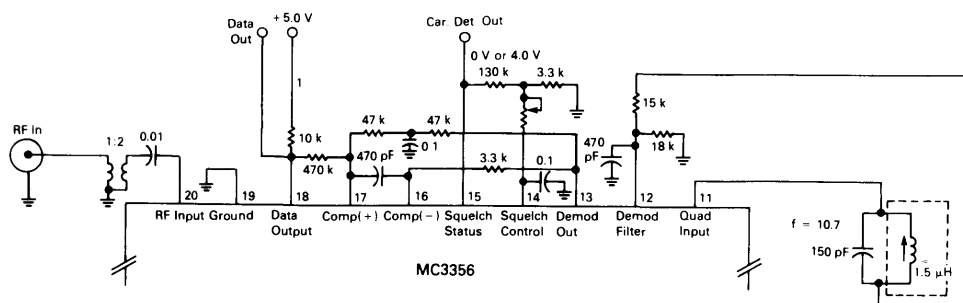 Data
Out
+ 5.0 V
Car. Det Out
0 V or 4.0 V
130 k
3.3 k
1
15 k
47 k
47 k
RF In
1:2
0.01
10 k
0 1
470
pF
18 k
470 k
470 pF
3.3 k
0.1
20
19
18
17
16
15
14
13
12
11
RF Input
Ground
Data
Output
Comp(+)
Comp(−)
Squelch
Status
Squelch
Control
Demod
Out
Demod
Filter
Quad
Input
f = 10.7
150 pF
1.5 μH
MC3356